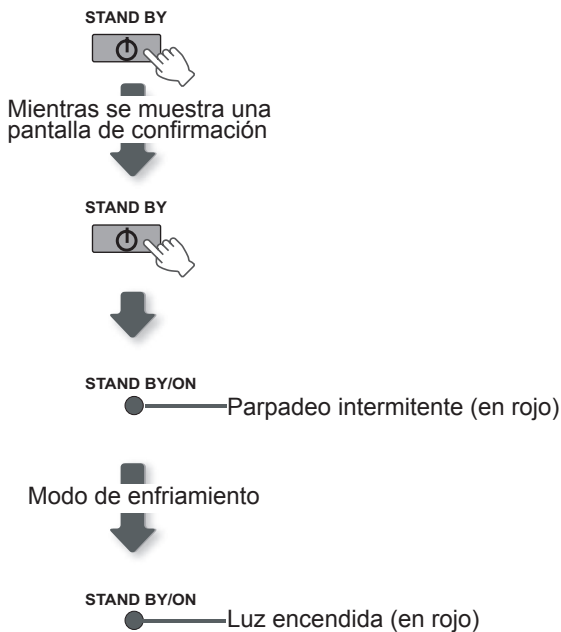 STAND BY
Mientras se muestra una
pantalla de confirmación
STAND BY
STAND BY/ON
Parpadeo intermitente (en rojo)
Modo de enfriamiento
STAND BY/ON
Luz encendida (en rojo)